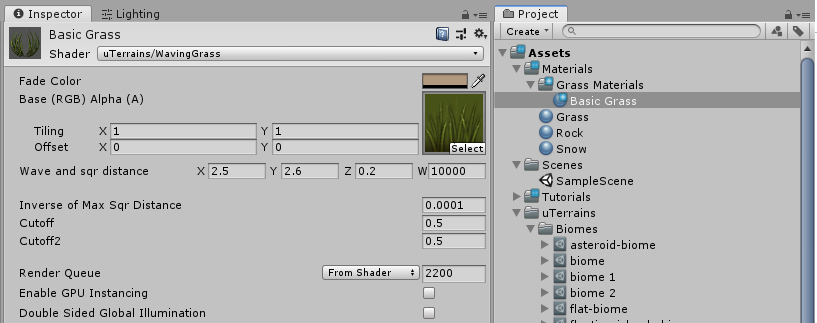 Inspector
Lighting
Basic Grass
Shader
uTerrains/WavingGrass
Fade Color
Base (RGB) Alpha (A)
Tiling X 1 Y 1
Offset X 0 Y 0
Select
Wave and sqr distance X 2.5 Y 2.6 Z 0.2 W 10000
Inverse of Max Sqr Distance 0.0001
Cutoff 0.5
Cutoff2 0.5
Render Queue From Shader 2200
Enable GPU Instancing
Double Sided Global Illumination
Project
Create
Assets
Materials
Grass Materials
Basic Grass
Grass
Rock
Snow
Scenes
SampleScene
Tutorials
uTerrains
Biomes
asteroid-biome
biome
biome 1
biome 2
flat-biome